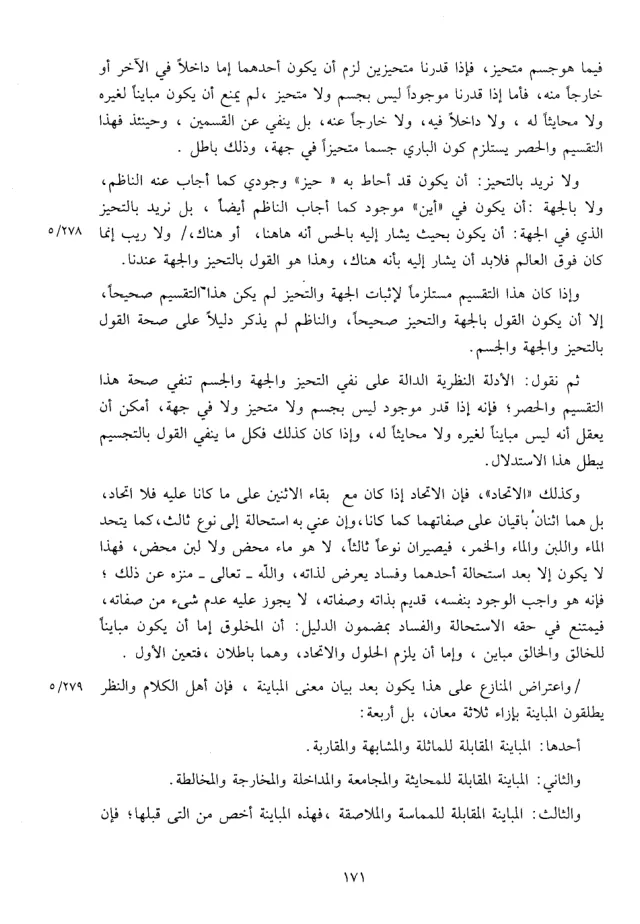 فيما هوجسم متحيز، فإذا قدرنا متحيزين لزم أن يكون أحدهما إما داخلاً في الآخر أو
خارجاً منه، فأما إذا قدرنا موجوداً ليس بجسم ولا متحيز ،لم يمنع أن يكون مبايناً لغيره
ولا محايثاً له ، ولا داخلاً فيه، ولا خارجاً عنه، بل ينفي عن القسمين ، وحينئذ فهذا
التقسيم والحصر يستلزم كون الباري جسما متحيزاً في جهة، وذلك باطل .
ولا نريد بالتحيز: أن يكون قد أحاط به « حيز» وجودي كما أجاب عنه الناظم،
ولا بالجهة :أن يكون في «أين» موجود كما أجاب الناظم أيضاً ، بل نريد بالتحيز
الذي في الجهة: أن يكون بحيث يشار إليه بالحس أنه هاهنا، أو هناك،/ ولا ريب إنما
٥/٢٧٨
كان فوق العالم فلابد أن يشار إليه بأنه هناك، وهذا هو القول بالتحيز والجهة عندنا.
وإذا كان هذا التقسيم مستلزماً لإثبات الجهة والتحيز لم يكن هذا التقسيم صحيحاً،
إلا أن يكون القول بالجهة والتحيز صحيحاً، والناظم لم يذكر دليلاً على صحة القول
بالتحيز والجهة والجسم.
ثم نقول: الأدلة النظرية الدالة على نفي التحيز والجهة والجسم تنفي صحة هذا
التقسيم والحصر؛ فإنه إذا قدر موجود ليس بجسم ولا متحيز ولا في جهة، أمكن أن
يعقل أنه ليس مبايناً لغيره ولا محايثاً له، وإذا كان كذلك فكل ما ينفي القول بالتجسيم
يبطل هذا الاستدلال.
وكذلك «الاتحاد»، فإن الاتحاد إذا كان مع بقاء الاثنين على ما كانا عليه فلا اتحاد،
بل هما اثنان باقيان على صفاتهما كما كانا،وإن عني به استحالة إلى نوع ثالث،كما يتحد
الماء واللبن والماء والخمر، فيصيران نوعاً ثالثاً، لا هو ماء محض ولا لبن محض، فهذا
لا يكون إلا بعد استحالة أحدهما وفساد يعرض لذاته، والله ـ تعالى ـ منزه عن ذلك ؛
فإنه هو واجب الوجود بنفسه، قديم بذاته وصفاته، لا يجوز عليه عدم شىء من صفاته،
فيمتنع في حقه الاستحالة والفساد بمضمون الدليل: أن المخلوق إما أن يكون مبايناً
للخالق والخالق مباين ، وإما أن يلزم الحلول والاتحاد، وهما باطلان ،فتعين الأول .
/ واعتراض المنازع على هذا يكون بعد بيان معنى المباينة ، فإن أهل الكلام والنظر
٥/٢٧٩
يطلقون المباينة بإزاء ثلاثة معان، بل أربعة:
أحدها: المباينة المقابلة للماثلة والمشابهة والمقاربة.
والثاني: المباينة المقابلة للمحايثة والمجامعة والمداخلة والمخارجة والمخالطة.
والثالث: المباينة المقابلة للمماسة والملاصقة ،فهذه المباينة أخص من التى قبلها؛ فإن
١٧١